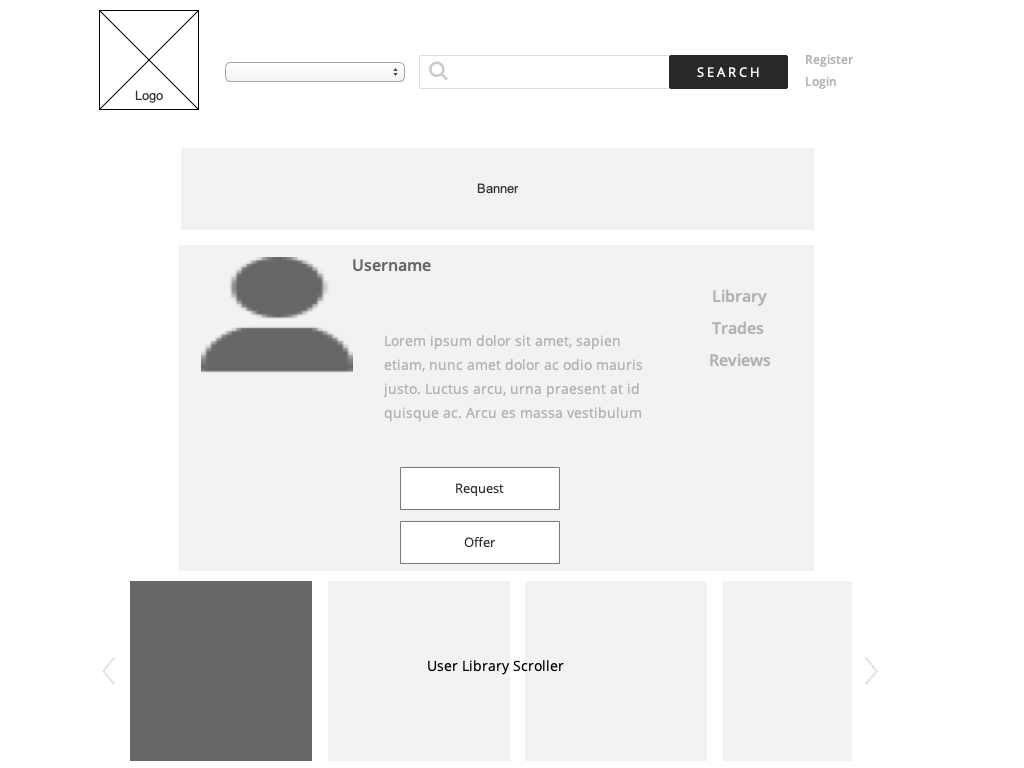 Logo
SEARCH
Register
Login
Banner
Username
Library
Trades
Reviews
Lorem ipsum dolor sit amet, sapien
etiam, nunc amet dolor ac odio mauris
justo. Luctus arcu, urna praesent at id
quisque ac. Arcu es massa vestibulum
Request
Offer
User Library Scroller